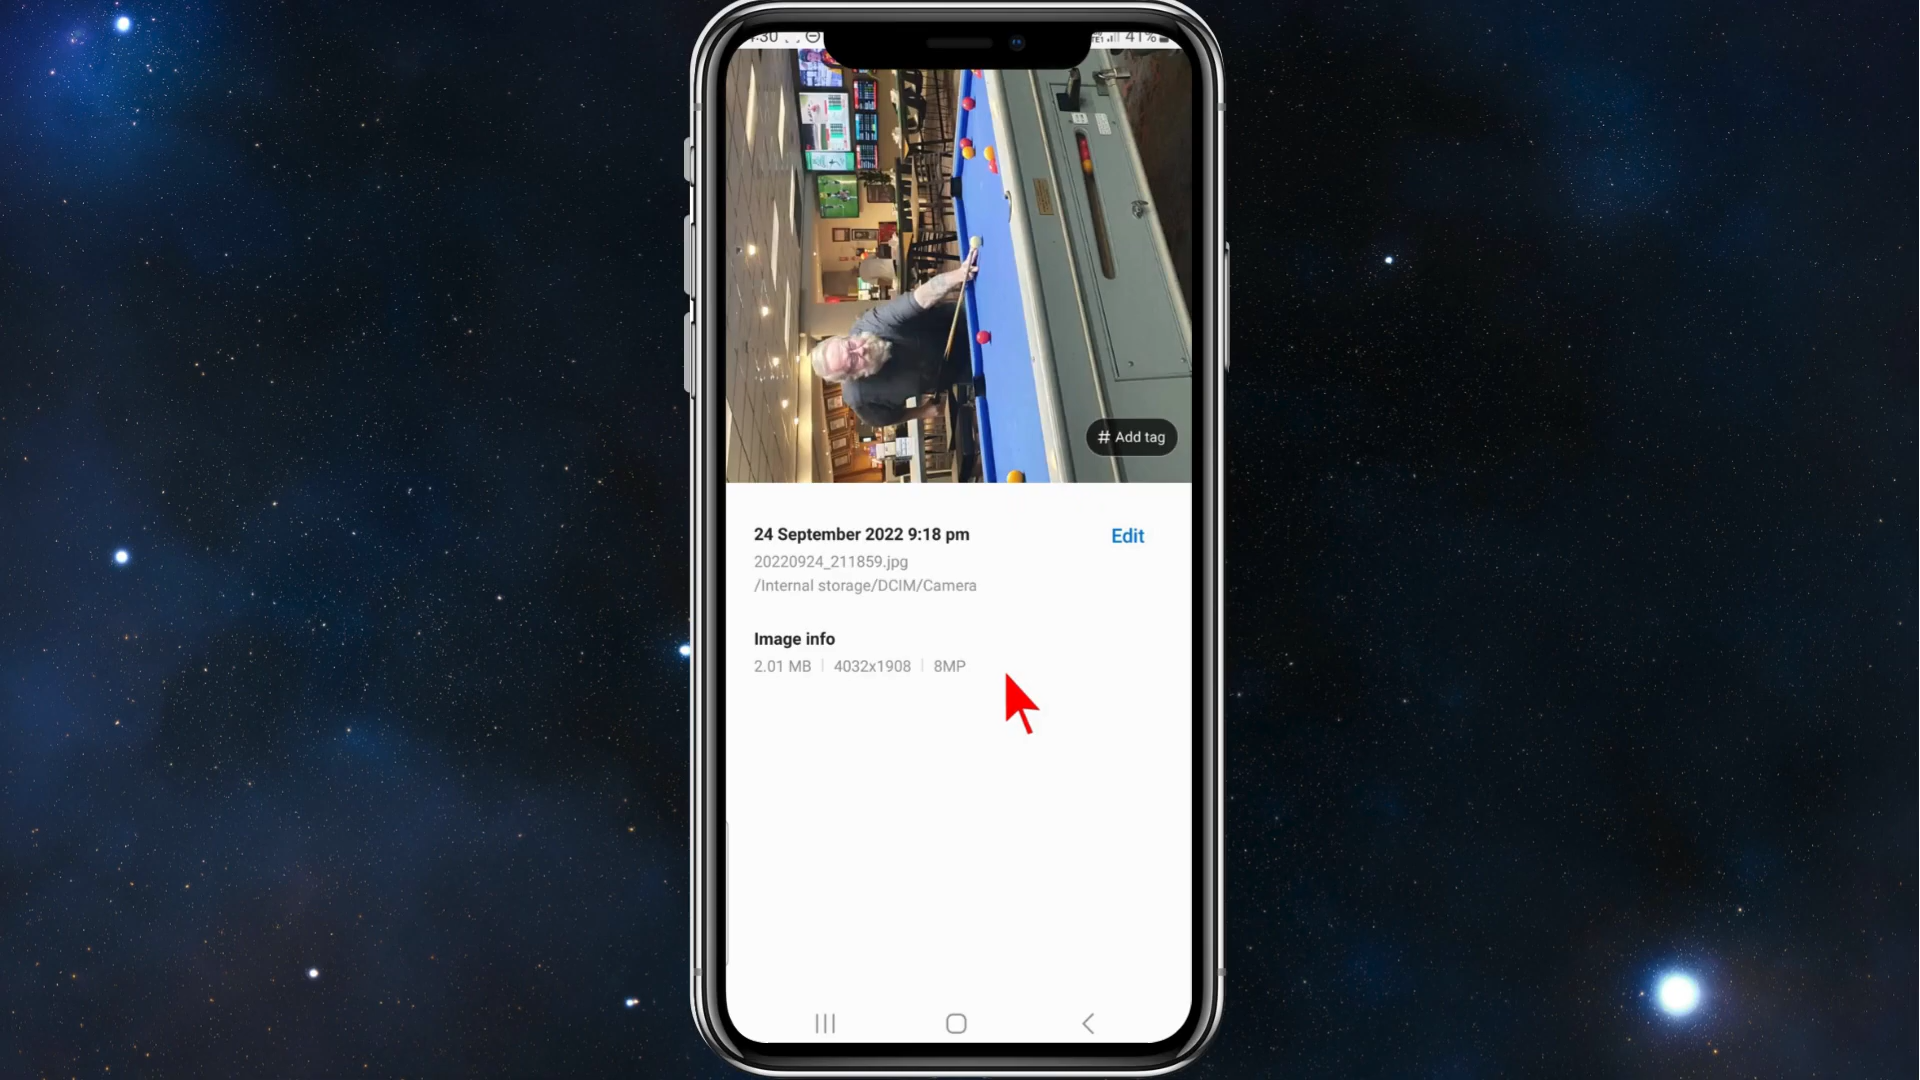 41%
# Add tag
24 September 2022 9:18 pm
Edit
20220924_211859.jpg
/Internal storage/DCIM/Camera
Image info
2.01 MB | 4032x1908 | 8MP